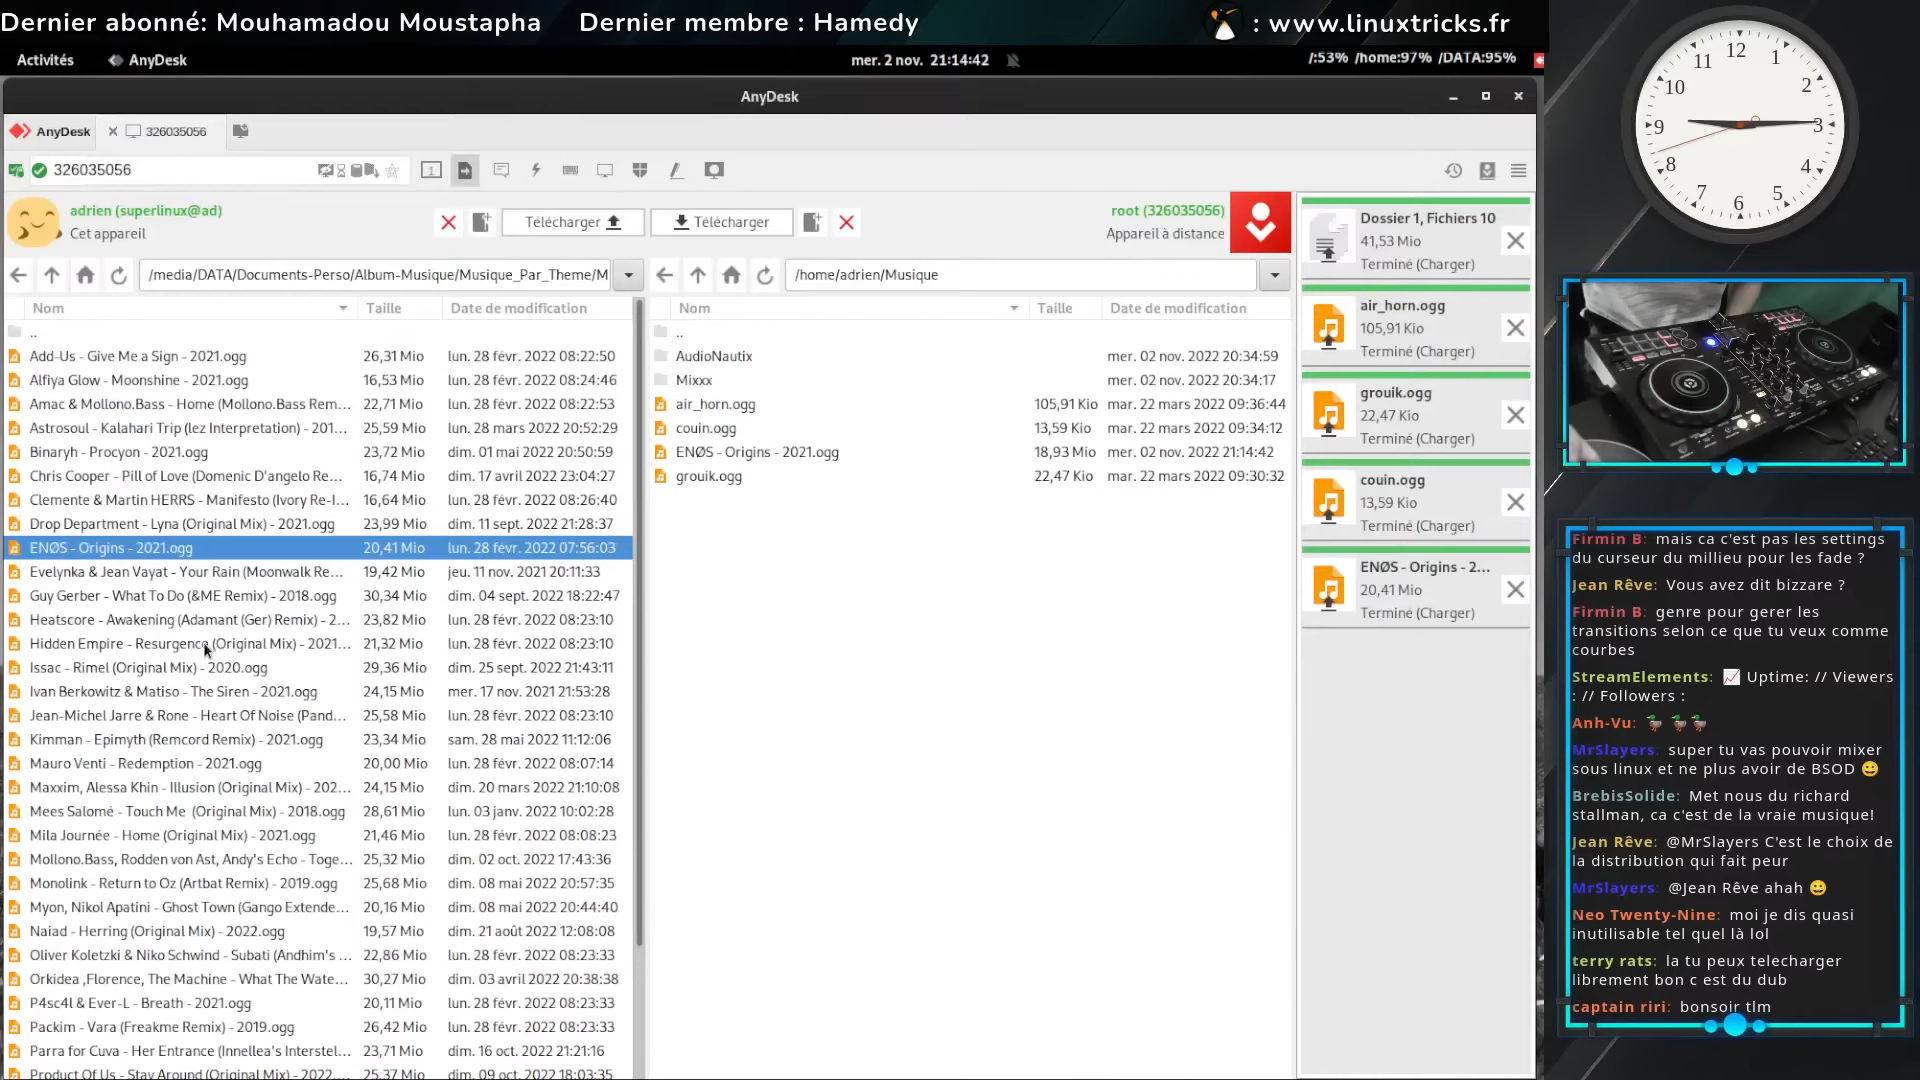 Dernier abonné: Mouhamadou Moustapha Dernier membre : Hamedy : www.linuxtricks.fr
Activités AnyDesk mer. 2 nov. 21:14:42 /:53% /home:97% /DATA:95%
AnyDesk
AnyDesk 326035056
326035056
adrien (superlinux@ad)
Cet appareil
Télécharger
Télécharger
root (326035056)
Appareil à distance
/media/DATA/Documents-Perso/Album-Musique/Musique_Par_Theme/M
/home/adrien/Musique
Nom Taille Date de modification
..
Add-Us - Give Me a Sign - 2021.ogg 26,31 Mio lun. 28 févr. 2022 08:22:50
Alfiya Glow - Moonshine - 2021.ogg 16,53 Mio lun. 28 févr. 2022 08:24:46
Amac & Mollono.Bass - Home (Mollono.Bass Rem... 22,71 Mio lun. 28 févr. 2022 08:22:53
Astrosoul - Kalahari Trip (lez Interpretation) - 201... 25,59 Mio lun. 28 mars 2022 20:52:29
Binaryh - Procyon - 2021.ogg 23,72 Mio dim. 01 mai 2022 20:50:59
Chris Cooper - Pill of Love (Domenic D'angelo Re... 16,74 Mio dim. 17 avril 2022 23:04:27
Clemente & Martin HERRS - Manifesto (Ivory Re-I... 16,64 Mio lun. 28 févr. 2022 08:26:40
Drop Department - Lyna (Original Mix) - 2021.ogg 23,99 Mio dim. 11 sept. 2022 21:28:37
ENØS - Origins - 2021.ogg 20,41 Mio lun. 28 févr. 2022 07:56:03
Evelynka & Jean Vayat - Your Rain (Moonwalk Re... 19,42 Mio jeu. 11 nov. 2021 20:11:33
Guy Gerber - What To Do (&ME Remix) - 2018.ogg 30,34 Mio dim. 04 sept. 2022 18:22:47
Heatscore - Awakening (Adamant (Ger) Remix) - 2... 23,82 Mio lun. 28 févr. 2022 08:23:10
Hidden Empire - Resurgence (Original Mix) - 2021... 21,32 Mio lun. 28 févr. 2022 08:23:10
Issac - Rimel (Original Mix) - 2020.ogg 29,36 Mio dim. 25 sept. 2022 21:43:11
Ivan Berkowitz & Matiso - The Siren - 2021.ogg 24,15 Mio mer. 17 nov. 2021 21:53:28
Jean-Michel Jarre & Rone - Heart Of Noise (Pand... 25,58 Mio lun. 28 févr. 2022 08:23:10
Kimman - Epimyth (Remcord Remix) - 2021.ogg 23,34 Mio sam. 28 mai 2022 11:12:06
Mauro Venti - Redemption - 2021.ogg 20,00 Mio lun. 28 févr. 2022 08:07:14
Maxxim, Alessa Khin - Illusion (Original Mix) - 202... 24,15 Mio dim. 20 mars 2022 21:10:08
Mees Salomé - Touch Me (Original Mix) - 2018.ogg 28,61 Mio lun. 03 janv. 2022 10:02:28
Mila Journée - Home (Original Mix) - 2021.ogg 21,46 Mio lun. 28 févr. 2022 08:08:23
Mollono.Bass, Rodden von Ast, Andy's Echo - Toge... 25,32 Mio dim. 02 oct. 2022 17:43:36
Monolink - Return to Oz (Artbat Remix) - 2019.ogg 25,68 Mio dim. 08 mai 2022 20:57:35
Myon, Nikol Apatini - Ghost Town (Gango Extende... 20,16 Mio dim. 08 mai 2022 20:44:40
Naiad - Herring (Original Mix) - 2022.ogg 19,57 Mio dim. 21 août 2022 12:08:08
Oliver Koletzki & Niko Schwind - Subati (Andhim's ... 22,86 Mio lun. 28 févr. 2022 08:23:33
Orkidea ,Florence, The Machine - What The Wate... 30,27 Mio dim. 03 avril 2022 20:38:38
P4sc4l & Ever-L - Breath - 2021.ogg 20,11 Mio lun. 28 févr. 2022 08:23:33
Packim - Vara (Freakme Remix) - 2019.ogg 26,42 Mio lun. 28 févr. 2022 08:23:33
Parra for Cuva - Her Entrance (Innellea's Interstel... 23,71 Mio dim. 16 oct. 2022 21:21:16
Product Of Us - Stay Around (Original Mix) - 2022.... 25,37 Mio dim. 09 oct. 2022 18:03:35
Nom Taille Date de modification
..
AudioNautix mer. 02 nov. 2022 20:34:59
Mixxx mer. 02 nov. 2022 20:34:17
air_horn.ogg 105,91 Kio mar. 22 mars 2022 09:36:44
couin.ogg 13,59 Kio mar. 22 mars 2022 09:34:12
ENØS - Origins - 2021.ogg 18,93 Mio mer. 02 nov. 2022 21:14:42
grouik.ogg 22,47 Kio mar. 22 mars 2022 09:30:32
Dossier 1, Fichiers 10
41,53 Mio
Terminé (Charger)
air_horn.ogg
105,91 Kio
Terminé (Charger)
grouik.ogg
22,47 Kio
Terminé (Charger)
couin.ogg
13,59 Kio
Terminé (Charger)
ENØS - Origins - 2...
20,41 Mio
Terminé (Charger)
12
1
2
3
4
5
6
7
8
9
10
11
Firmin B: mais ca c'est pas les settings
du curseur du millieu pour les fade ?
Jean Rêve: Vous avez dit bizzare ?
Firmin B: genre pour gerer les
transitions selon ce que tu veux comme
courbes
StreamElements: 📈 Uptime: // Viewers
: // Followers :
Anh-Vu: 🦆 🦆🦆
MrSlayers: super tu vas pouvoir mixer
sous linux et ne plus avoir de BSOD 😀
BrebisSolide: Met nous du richard
stallman, ca c'est de la vraie musique!
Jean Rêve: @MrSlayers C'est le choix de
la distribution qui fait peur
MrSlayers: @Jean Rêve ahah 😀
Neo Twenty-Nine: moi je dis quasi
inutilisable tel quel là lol
terry rats: la tu peux telecharger
librement bon c est du dub
captain riri: bonsoir tlm